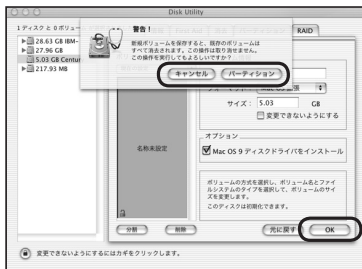 Disk Utility
1ディスク と 0ボリューム
RAID
警告！
新規ボリュームを保存すると、既存のボリュームは
すべて消去されます。この操作は取り消せません。
この操作を実行してもよろしいですか？
キャンセル
パーティション
28.63 GB IBM-
27.96 GB
5.03 GB Centur
217.93 MB
サイズ： 5.03 GB
変更できないようにする
オプション
Mac OS 9 ディスクドライバをインストール
名称未設定
ボリュームの方式を選択し、ボリューム名とファイ
ルシステムのタイプを選択して、ボリュームのサイ
ズを変更します。
このディスクは初期化できます。
分割
削除
元に戻す
OK
変更できないようにするにはカギをクリックします。